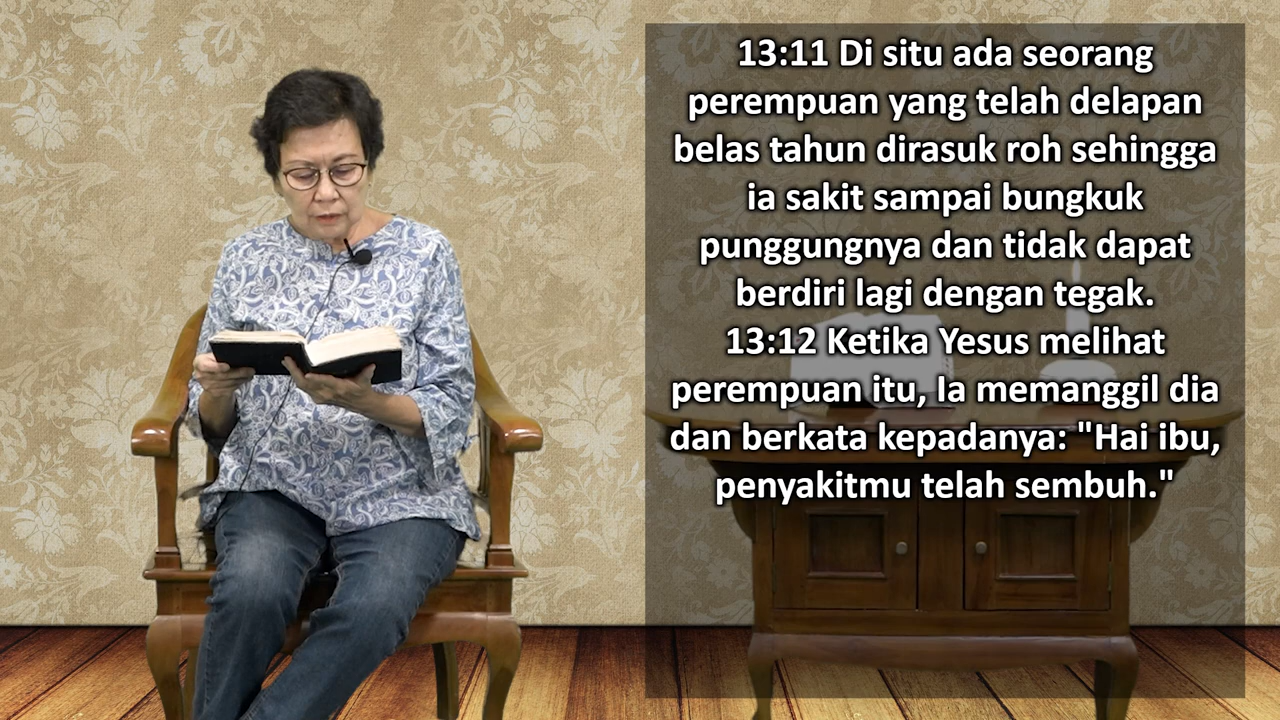 13:11 Di situ ada seorang
perempuan yang telah delapan
belas tahun dirasuk roh sehingga
ia sakit sampai bungkuk
punggungnya dan tidak dapat
berdiri lagi dengan tegak.
13:12 Ketika Yesus melihat
perempuan itu, Ia memanggil dia
dan berkata kepadanya: "Hai ibu,
penyakitmu telah sembuh."